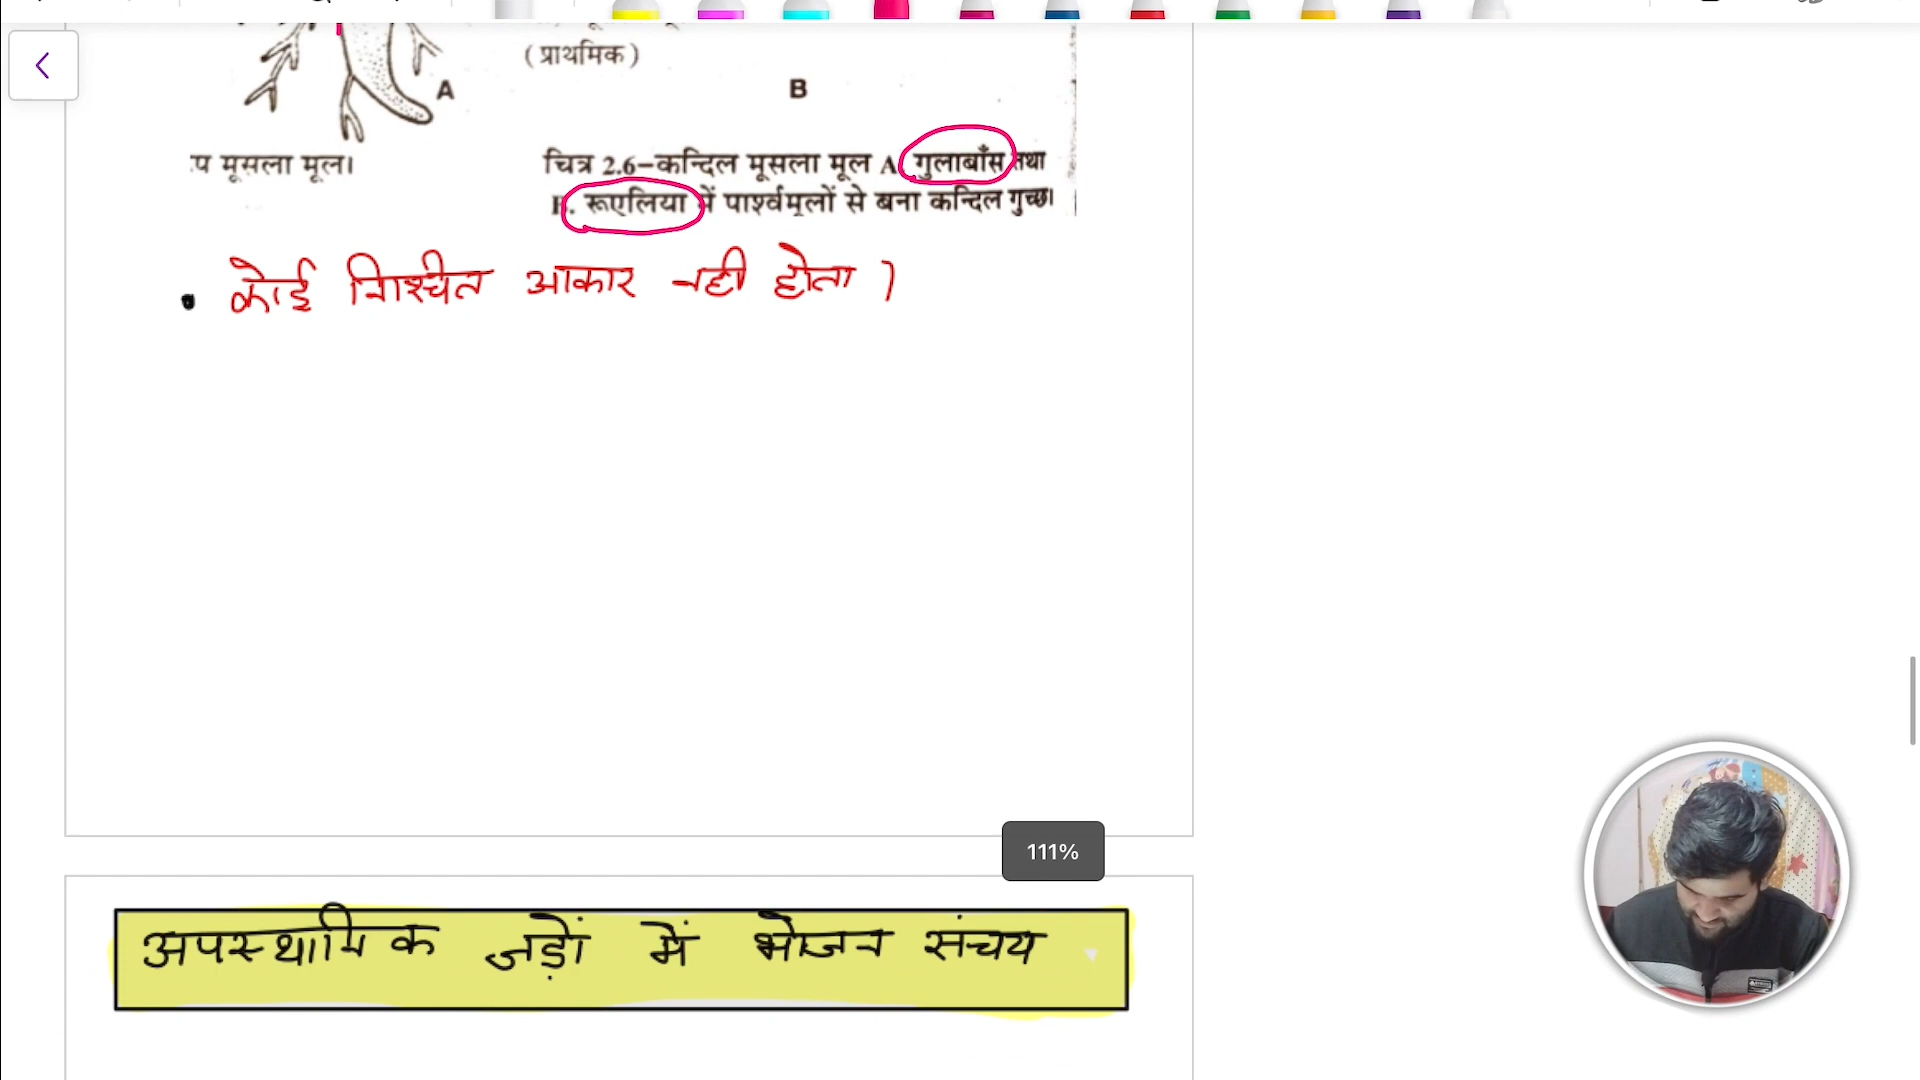 (प्राथमिक)
A
B
प मूसला मूल।
चित्र 2.6–कन्दिल मूसला मूल A गुलाबाँस तथा
B. रूएलिया में पार्श्वमूलों से बना कन्दिल गुच्छ।
• कोई निश्चीत आकार नही होता।
111%
अपस्थानिक जड़ों में भोजन संचय